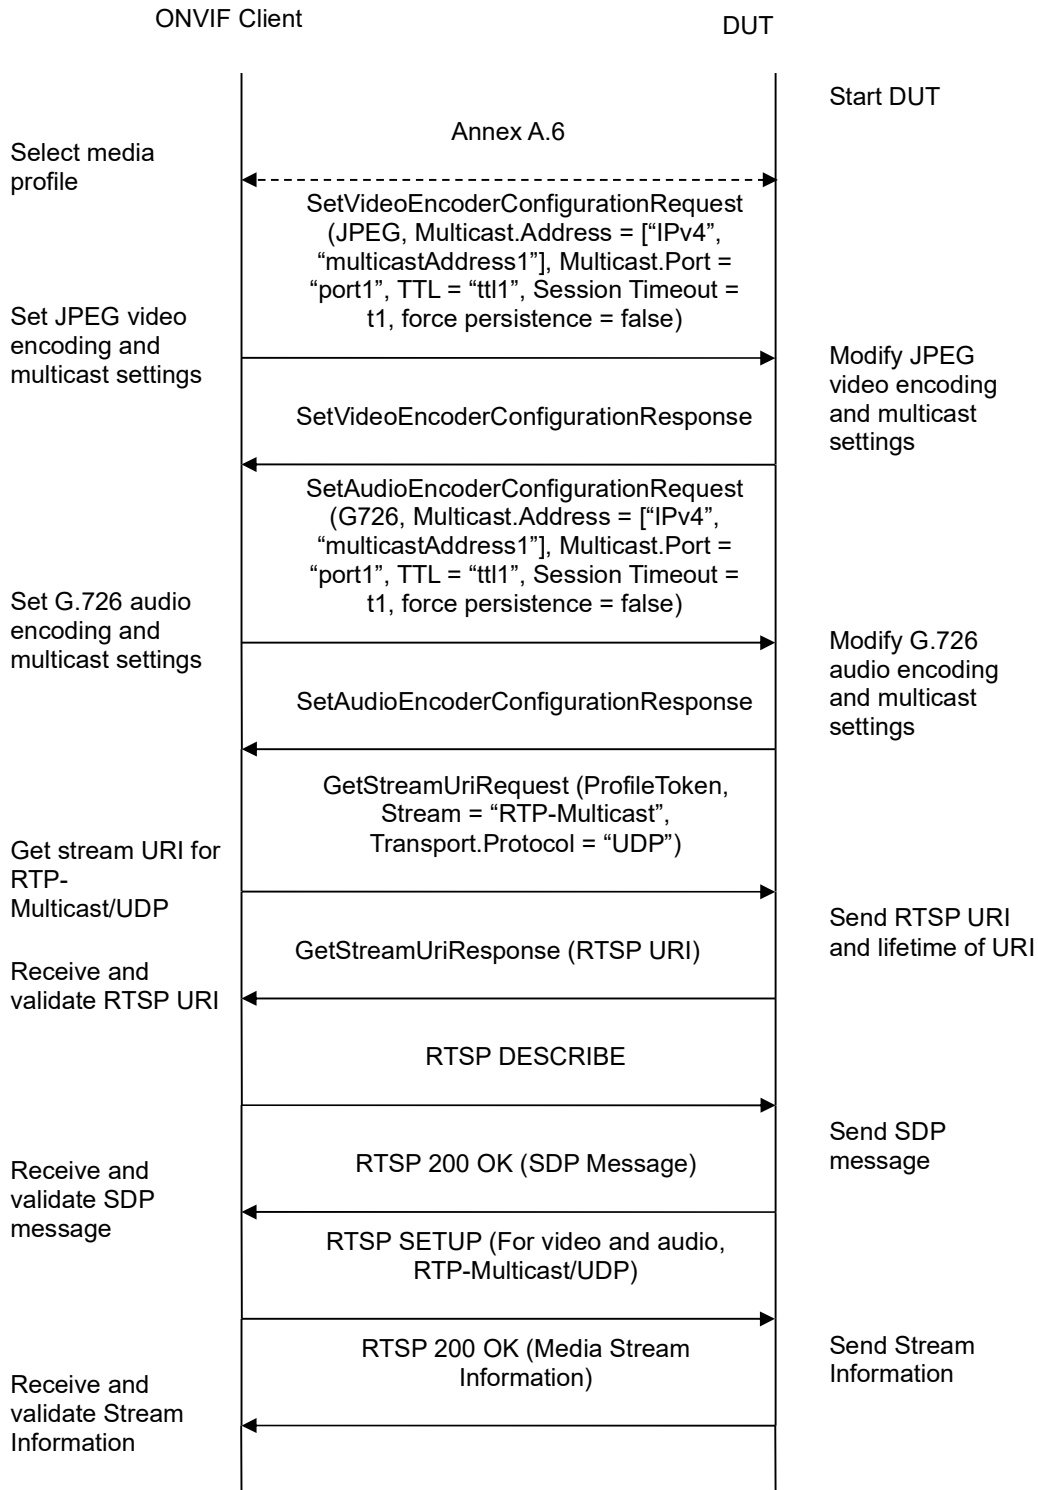 ONVIF Client
DUT
Start DUT
Annex A.6
Select media
profile
SetVideoEncoderConfigurationRequest
(JPEG, Multicast.Address = [“IPv4”,
“multicastAddress1”], Multicast.Port =
“port1”, TTL = “ttl1”, Session Timeout =
t1, force persistence = false)
Set JPEG video
encoding and
multicast settings
Modify JPEG
video encoding
and multicast
settings
SetVideoEncoderConfigurationResponse
SetAudioEncoderConfigurationRequest
(G726, Multicast.Address = [“IPv4”,
“multicastAddress1”], Multicast.Port =
“port1”, TTL = “ttl1”, Session Timeout =
t1, force persistence = false)
Set G.726 audio
encoding and
multicast settings
Modify G.726
audio encoding
and multicast
settings
SetAudioEncoderConfigurationResponse
GetStreamUriRequest (ProfileToken,
Stream = “RTP-Multicast”,
Transport.Protocol = “UDP”)
Get stream URI for
RTP-
Multicast/UDP
Send RTSP URI
and lifetime of URI
GetStreamUriResponse (RTSP URI)
Receive and
validate RTSP URI
RTSP DESCRIBE
Send SDP
message
RTSP 200 OK (SDP Message)
Receive and
validate SDP
message
RTSP SETUP (For video and audio,
RTP-Multicast/UDP)
Send Stream
Information
RTSP 200 OK (Media Stream
Information)
Receive and
validate Stream
Information